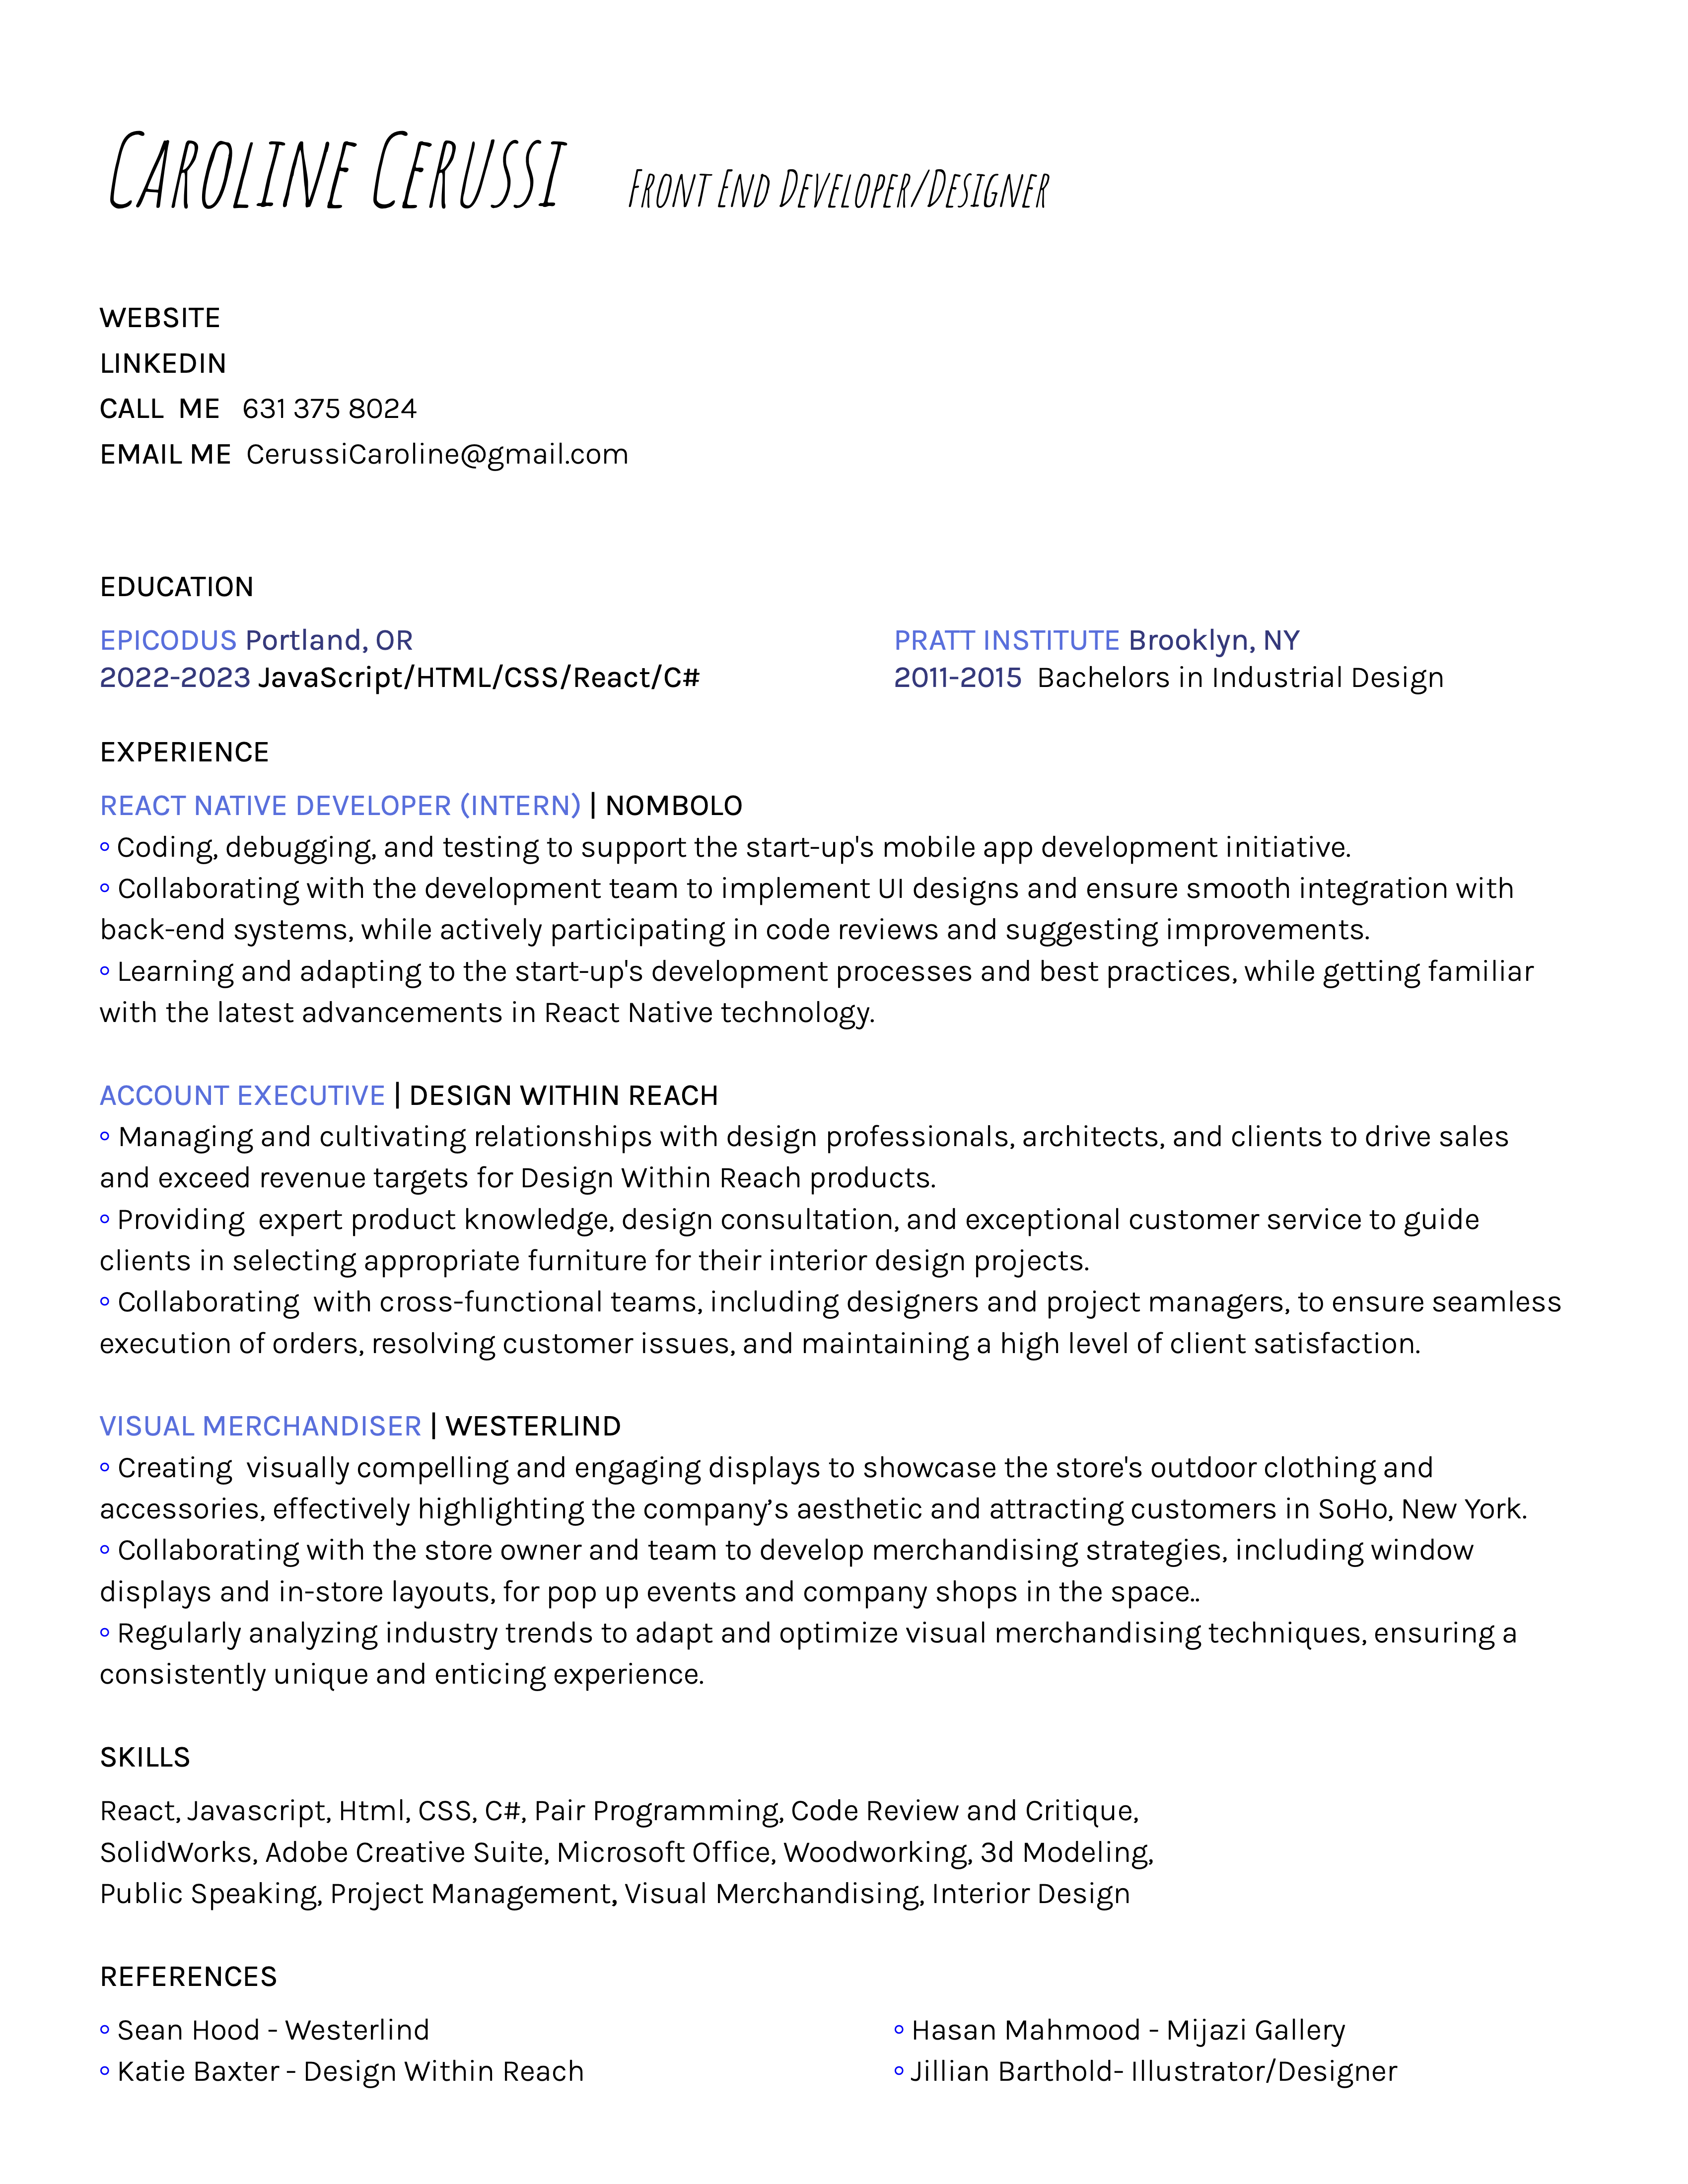 Caroline Cerussi Front End Developer/Designer
WEBSITE
LINKEDIN
CALL ME 631 375 8024
EMAIL ME CerussiCaroline@gmail.com
EDUCATION
EPICODUS Portland, OR
2022-2023 JavaScript/HTML/CSS/React/C#
PRATT INSTITUTE Brooklyn, NY
2011-2015 Bachelors in Industrial Design
EXPERIENCE
REACT NATIVE DEVELOPER (INTERN) | NOMBOLO
° Coding, debugging, and testing to support the start-up's mobile app development initiative.
° Collaborating with the development team to implement UI designs and ensure smooth integration with
back-end systems, while actively participating in code reviews and suggesting improvements.
° Learning and adapting to the start-up's development processes and best practices, while getting familiar
with the latest advancements in React Native technology.
ACCOUNT EXECUTIVE | DESIGN WITHIN REACH
° Managing and cultivating relationships with design professionals, architects, and clients to drive sales
and exceed revenue targets for Design Within Reach products.
° Providing expert product knowledge, design consultation, and exceptional customer service to guide
clients in selecting appropriate furniture for their interior design projects.
° Collaborating with cross-functional teams, including designers and project managers, to ensure seamless
execution of orders, resolving customer issues, and maintaining a high level of client satisfaction.
VISUAL MERCHANDISER | WESTERLIND
° Creating visually compelling and engaging displays to showcase the store's outdoor clothing and
accessories, effectively highlighting the company’s aesthetic and attracting customers in SoHo, New York.
° Collaborating with the store owner and team to develop merchandising strategies, including window
displays and in-store layouts, for pop up events and company shops in the space..
° Regularly analyzing industry trends to adapt and optimize visual merchandising techniques, ensuring a
consistently unique and enticing experience.
SKILLS
React, Javascript, Html, CSS, C#, Pair Programming, Code Review and Critique,
SolidWorks, Adobe Creative Suite, Microsoft Office, Woodworking, 3d Modeling,
Public Speaking, Project Management, Visual Merchandising, Interior Design
REFERENCES
° Sean Hood - Westerlind
° Katie Baxter - Design Within Reach
° Hasan Mahmood - Mijazi Gallery
° Jillian Barthold- Illustrator/Designer